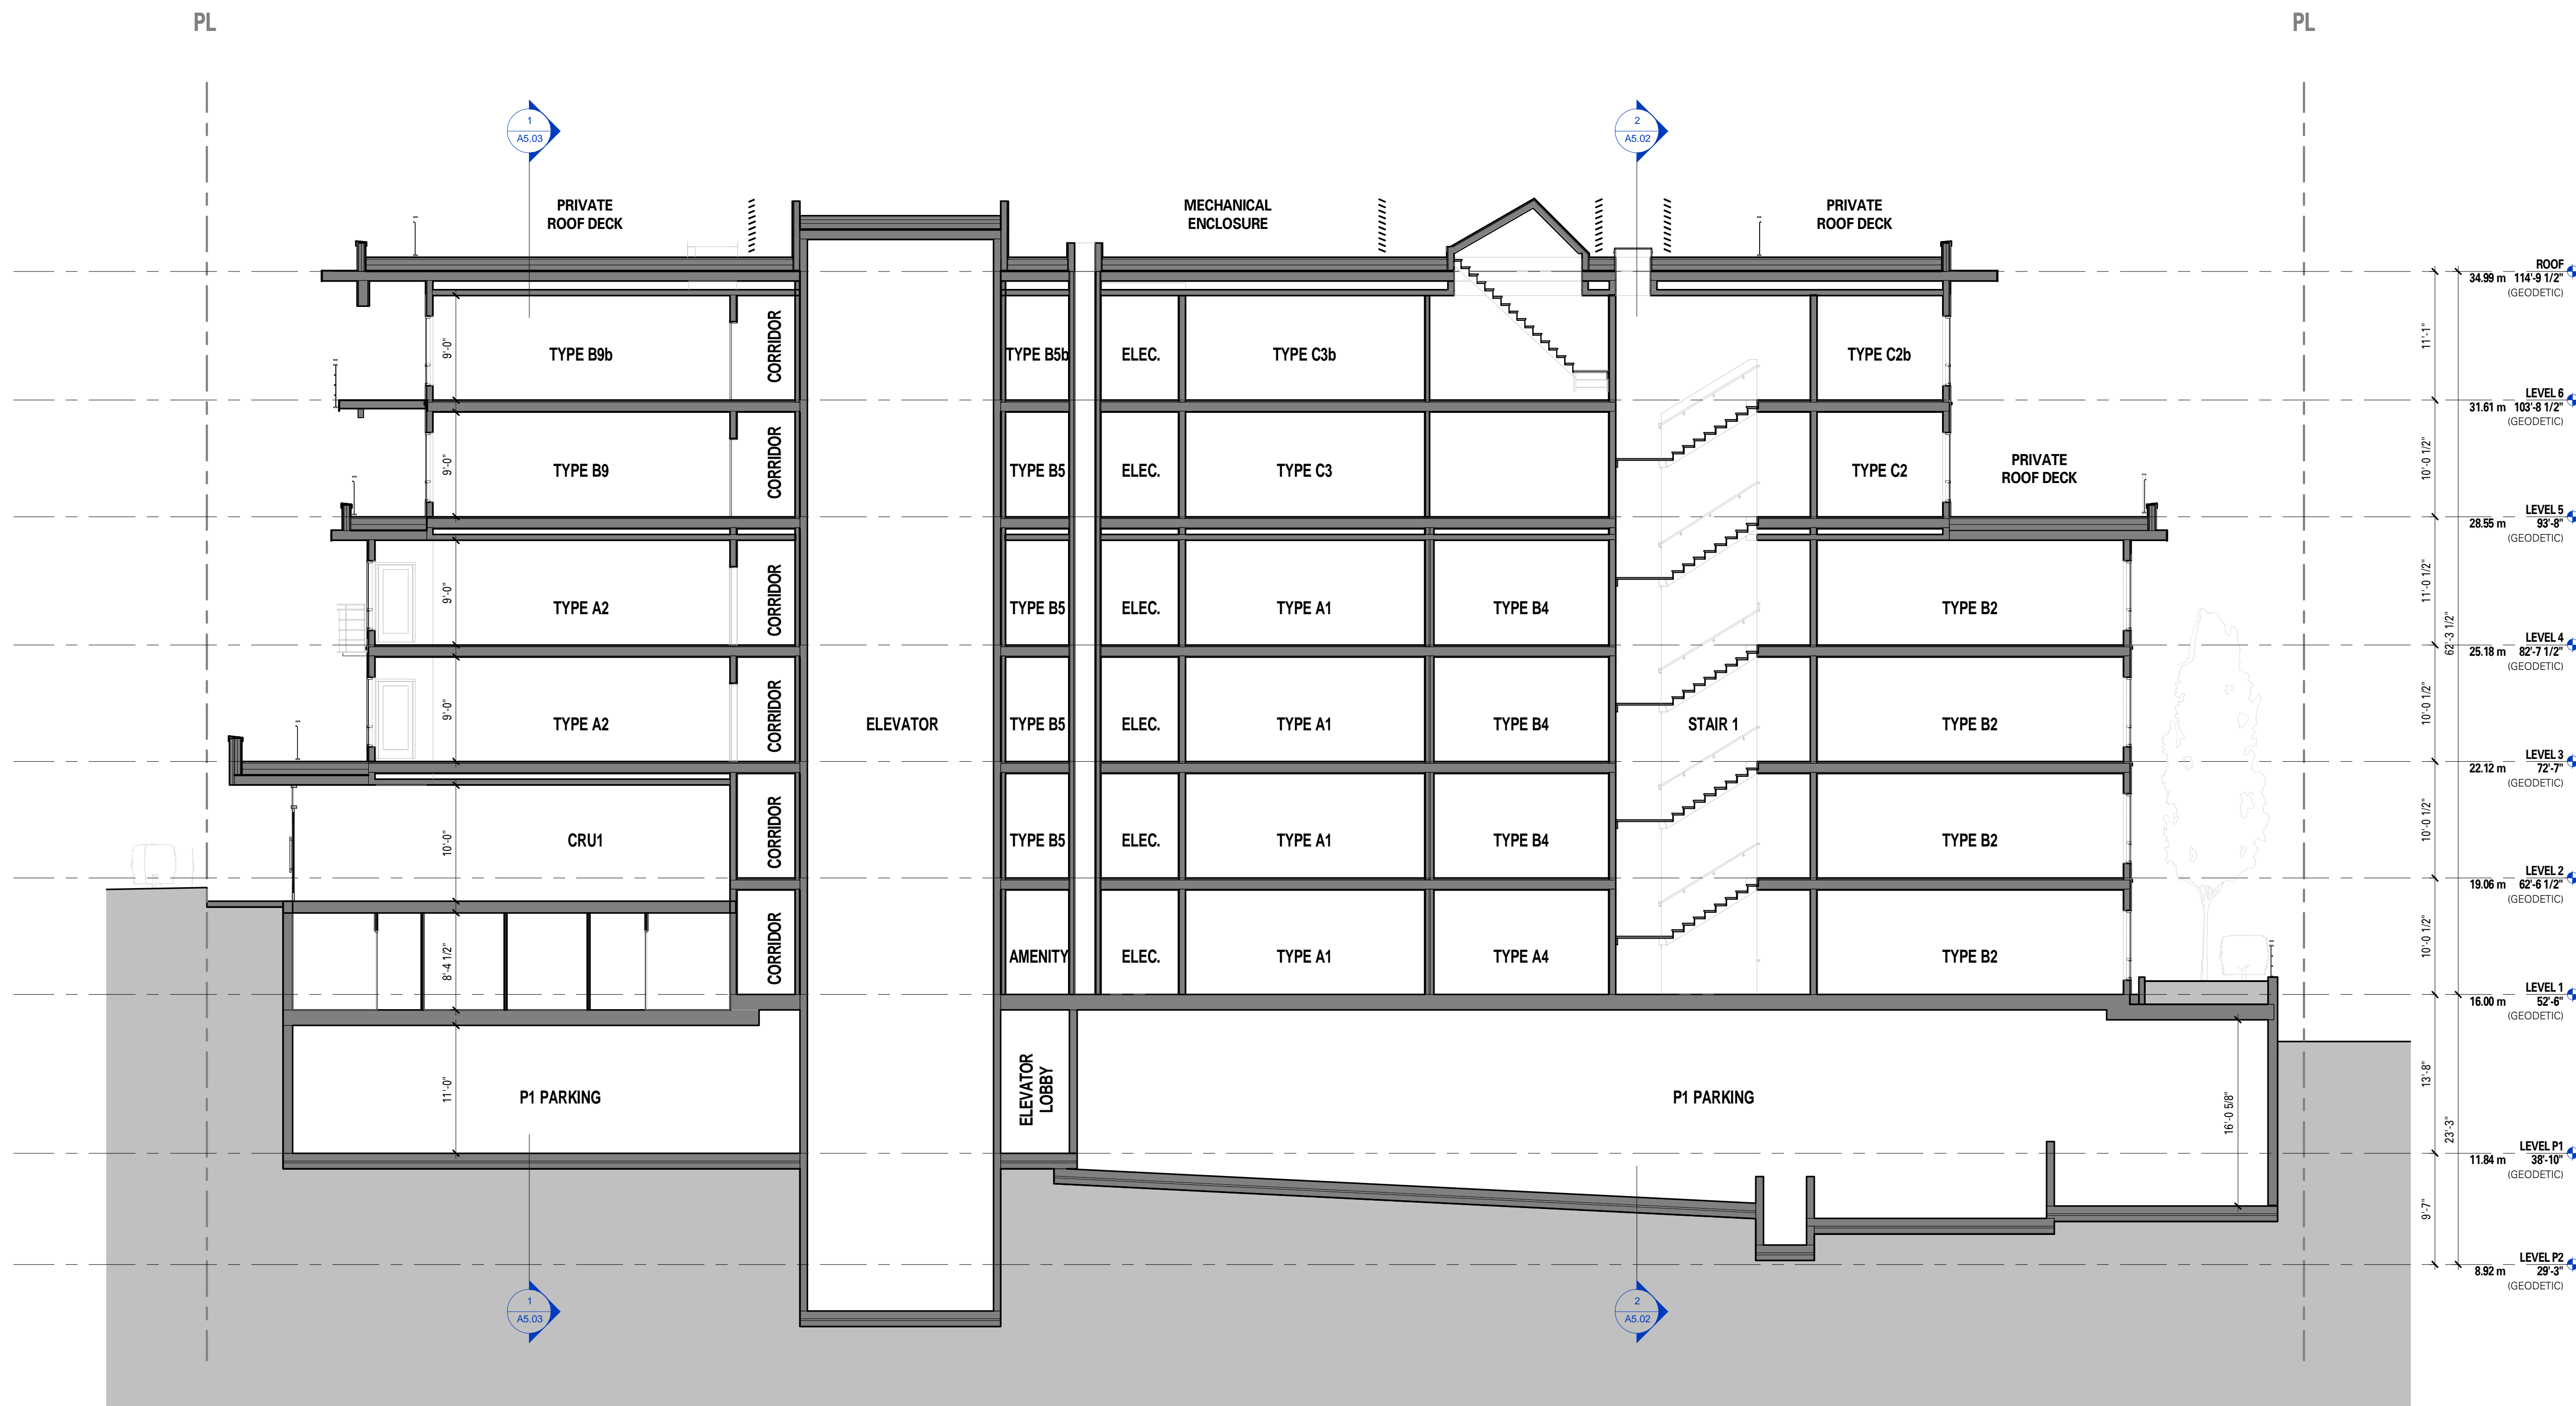 PL
PL
1
A5.03
2
A5.02
PRIVATE
ROOF DECK
MECHANICAL
ENCLOSURE
PRIVATE
ROOF DECK
ROOF
34.99 m 114'-9 1/2"
(GEODETIC)
9'-0"
TYPE B9b
CORRIDOR
TYPE B5b
ELEC.
TYPE C3b
TYPE C2b
11'-1"
LEVEL 6
31.61 m 103'-8 1/2"
(GEODETIC)
9'-0"
TYPE B9
CORRIDOR
TYPE B5
ELEC.
TYPE C3
TYPE C2
PRIVATE
ROOF DECK
10'-0 1/2"
LEVEL 5
28.55 m 93'-8"
(GEODETIC)
9'-0"
TYPE A2
CORRIDOR
TYPE B5
ELEC.
TYPE A1
TYPE B4
TYPE B2
11'-0 1/2"
62'-3 1/2"
LEVEL 4
25.18 m 82'-7 1/2"
(GEODETIC)
9'-0"
TYPE A2
CORRIDOR
ELEVATOR
TYPE B5
ELEC.
TYPE A1
TYPE B4
STAIR 1
TYPE B2
10'-0 1/2"
LEVEL 3
22.12 m 72'-7"
(GEODETIC)
10'-0"
CRU1
CORRIDOR
TYPE B5
ELEC.
TYPE A1
TYPE B4
TYPE B2
10'-0 1/2"
LEVEL 2
19.06 m 62'-6 1/2"
(GEODETIC)
8'-4 1/2"
CORRIDOR
AMENITY
ELEC.
TYPE A1
TYPE A4
TYPE B2
10'-0 1/2"
LEVEL 1
16.00 m 52'-6"
(GEODETIC)
11'-0"
P1 PARKING
ELEVATOR
LOBBY
P1 PARKING
16'-0 5/8"
13'-8"
23'-3"
LEVEL P1
11.84 m 38'-10"
(GEODETIC)
9'-7"
LEVEL P2
8.92 m 29'-3"
(GEODETIC)
1
A5.03
2
A5.02